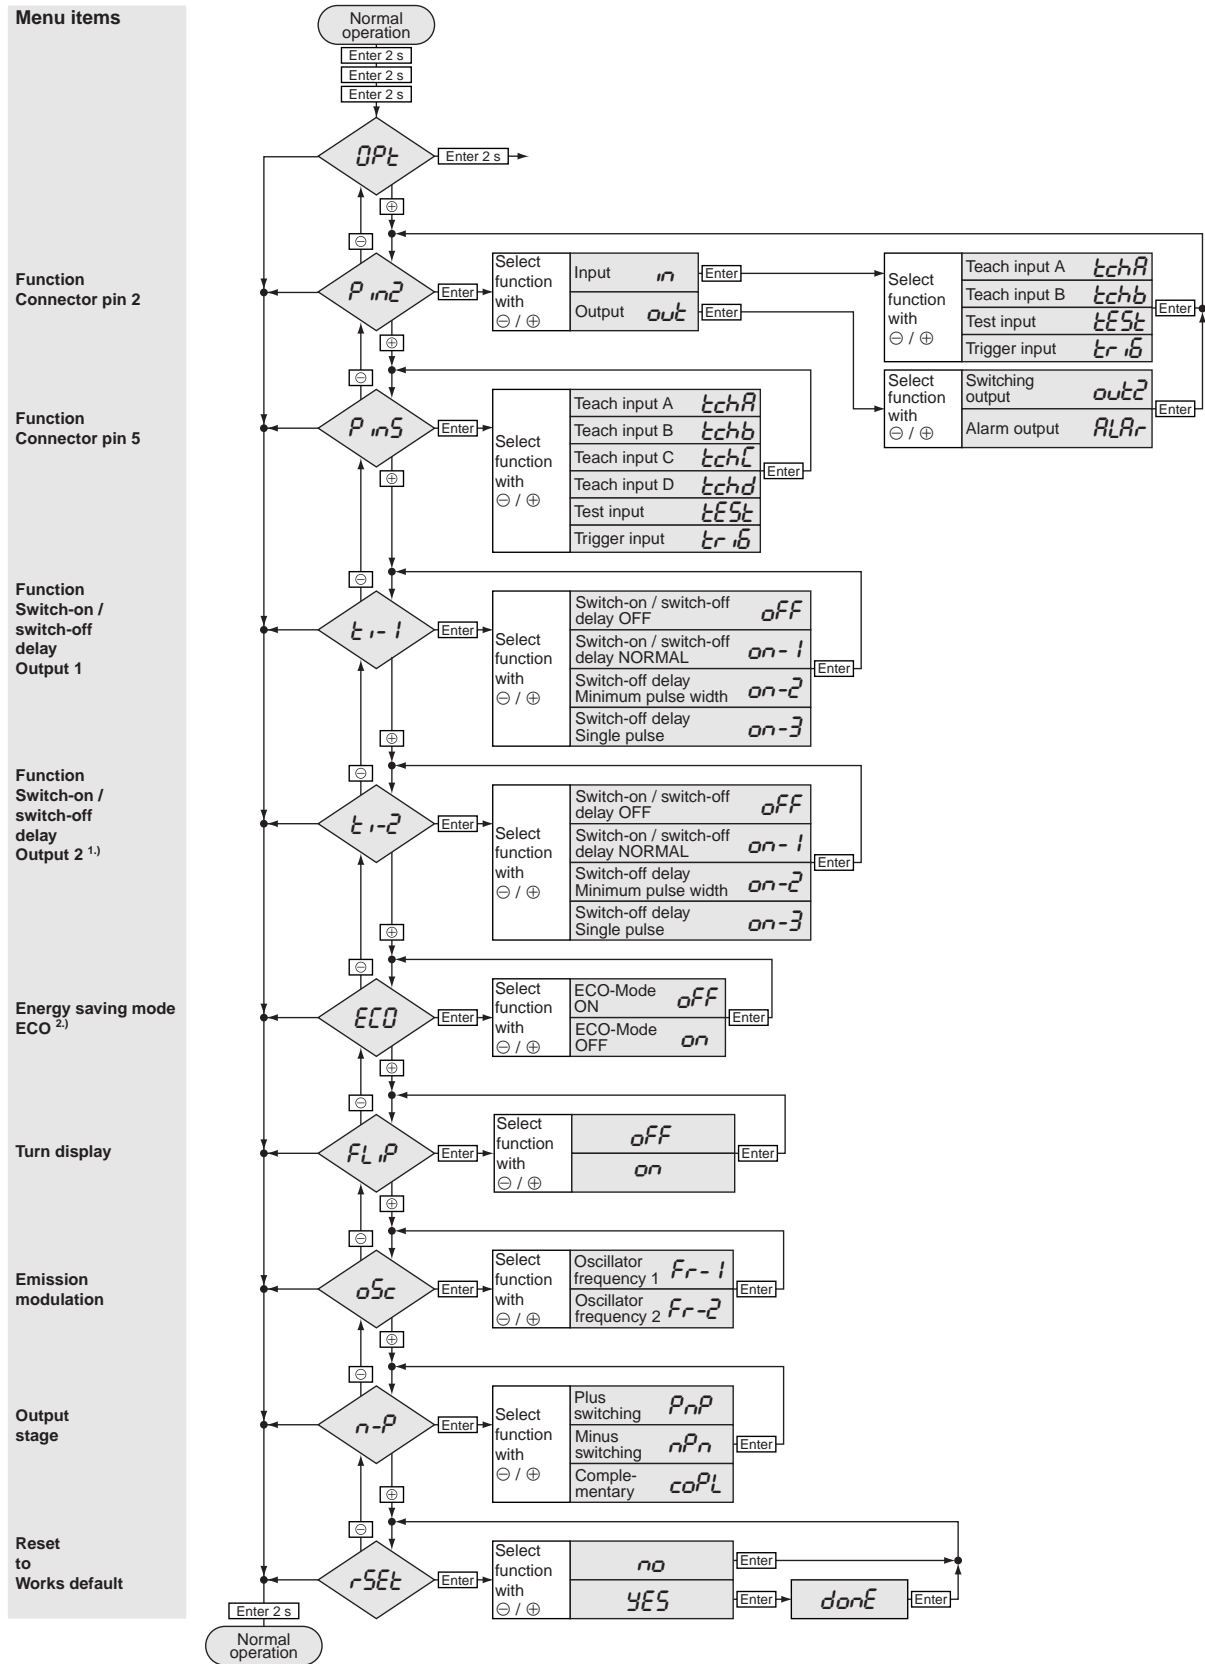 Menu items
Normal
operation
Enter 2 s
Enter 2 s
Enter 2 s
OPt
Enter 2 s
⊕
⊖
Function
Connector pin 2
Pin2
Enter
Select
function
with
⊖ / ⊕
Input in
Enter
Output out
Enter
Select
function
with
⊖ / ⊕
Teach input A tchA
Teach input B tchb
Test input tESt
Trigger input triG
Enter
Select
function
with
⊖ / ⊕
Switching
output out2
Alarm output ALAr
Enter
⊕
⊖
Function
Connector pin 5
Pin5
Enter
Select
function
with
⊖ / ⊕
Teach input A tchA
Teach input B tchb
Teach input C tchC
Teach input D tchd
Test input tESt
Trigger input triG
Enter
⊕
⊖
Function
Switch-on /
switch-off
delay
Output 1
ti-1
Enter
Select
function
with
⊖ / ⊕
Switch-on / switch-off
delay OFF oFF
Switch-on / switch-off
delay NORMAL on-1
Switch-off delay
Minimum pulse width on-2
Switch-off delay
Single pulse on-3
Enter
⊕
⊖
Function
Switch-on /
switch-off
delay
Output 2 1.)
ti-2
Enter
Select
function
with
⊖ / ⊕
Switch-on / switch-off
delay OFF oFF
Switch-on / switch-off
delay NORMAL on-1
Switch-off delay
Minimum pulse width on-2
Switch-off delay
Single pulse on-3
Enter
⊕
⊖
Energy saving mode
ECO 2.)
ECO
Enter
Select
function
with
⊖ / ⊕
ECO-Mode
ON oFF
ECO-Mode
OFF on
Enter
⊕
⊖
Turn display
FLiP
Enter
Select
function
with
⊖ / ⊕
oFF
on
Enter
⊕
⊖
Emission
modulation
oSc
Enter
Select
function
with
⊖ / ⊕
Oscillator
frequency 1 Fr-1
Oscillator
frequency 2 Fr-2
Enter
⊕
⊖
Output
stage
n-P
Enter
Select
function
with
⊖ / ⊕
Plus
switching PnP
Minus
switching nPn
Comple-
mentary coPL
Enter
⊕
⊖
Reset
to
Works default
rSEt
Enter
Select
function
with
⊖ / ⊕
no
Enter
YES
Enter
donE
Enter
Enter 2 s
Normal
operation